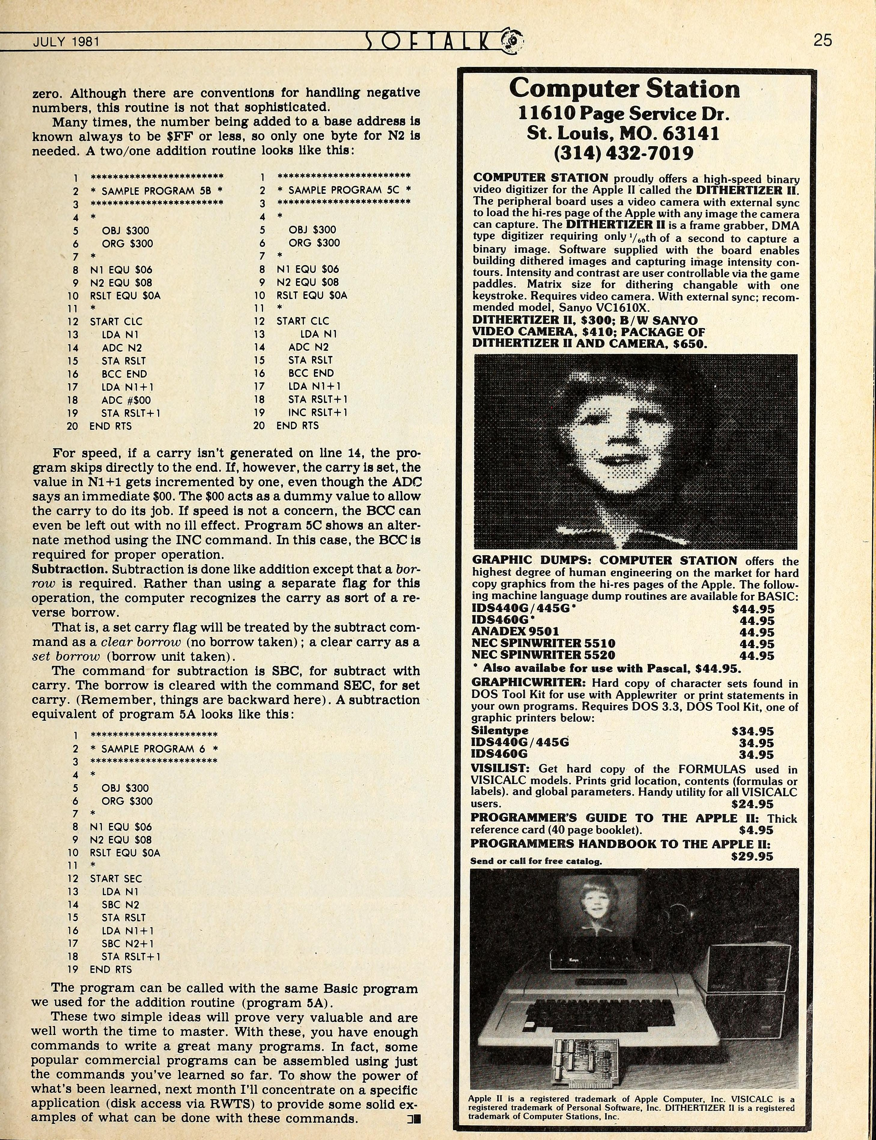 JULY 1981
SOFTALK
25
zero. Although there are conventions for handling negative
numbers, this routine is not that sophisticated.
Many times, the number being added to a base address is
known always to be $FF or less, so only one byte for N2 is
needed. A two/one addition routine looks like this:
1 ************************
2 * SAMPLE PROGRAM 5B *
3 ************************
4 *
5 OBJ $300
6 ORG $300
7 *
8 N1 EQU $06
9 N2 EQU $08
10 RSLT EQU $0A
11 *
12 START CLC
13 LDA N1
14 ADC N2
15 STA RSLT
16 BCC END
17 LDA N1+1
18 ADC #$00
19 STA RSLT+1
20 END RTS
1 ************************
2 * SAMPLE PROGRAM 5C *
3 ************************
4 *
5 OBJ $300
6 ORG $300
7 *
8 N1 EQU $06
9 N2 EQU $08
10 RSLT EQU $0A
11 *
12 START CLC
13 LDA N1
14 ADC N2
15 STA RSLT
16 BCC END
17 LDA N1+1
18 STA RSLT+1
19 INC RSLT+1
20 END RTS
For speed, if a carry isn't generated on line 14, the pro-
gram skips directly to the end. If, however, the carry is set, the
value in N1+1 gets incremented by one, even though the ADC
says an immediate $00. The $00 acts as a dummy value to allow
the carry to do its job. If speed is not a concern, the BCC can
even be left out with no ill effect. Program 5C shows an alter-
nate method using the INC command. In this case, the BCC is
required for proper operation.
Subtraction. Subtraction is done like addition except that a bor-
row is required. Rather than using a separate flag for this
operation, the computer recognizes the carry as sort of a re-
verse borrow.
That is, a set carry flag will be treated by the subtract com-
mand as a clear borrow (no borrow taken); a clear carry as a
set borrow (borrow unit taken).
The command for subtraction is SBC, for subtract with
carry. The borrow is cleared with the command SEC, for set
carry. (Remember, things are backward here). A subtraction
equivalent of program 5A looks like this:
1 ***********************
2 * SAMPLE PROGRAM 6 *
3 ***********************
4 *
5 OBJ $300
6 ORG $300
7 *
8 N1 EQU $06
9 N2 EQU $08
10 RSLT EQU $0A
11 *
12 START SEC
13 LDA N1
14 SBC N2
15 STA RSLT
16 LDA N1+1
17 SBC N2+1
18 STA RSLT+1
19 END RTS
The program can be called with the same Basic program
we used for the addition routine (program 5A).
These two simple ideas will prove very valuable and are
well worth the time to master. With these, you have enough
commands to write a great many programs. In fact, some
popular commercial programs can be assembled using just
the commands you've learned so far. To show the power of
what's been learned, next month I'll concentrate on a specific
application (disk access via RWTS) to provide some solid ex-
amples of what can be done with these commands.
Computer Station
11610 Page Service Dr.
St. Louis, MO. 63141
(314) 432-7019
COMPUTER STATION proudly offers a high-speed binary
video digitizer for the Apple II called the DITHERTIZER II.
The peripheral board uses a video camera with external sync
to load the hi-res page of the Apple with any image the camera
can capture. The DITHERTIZER II is a frame grabber, DMA
type digitizer requiring only 1/60th of a second to capture a
binary image. Software supplied with the board enables
building dithered images and capturing image intensity con-
tours. Intensity and contrast are user controllable via the game
paddles. Matrix size for dithering changable with one
keystroke. Requires video camera. With external sync; recom-
mended model, Sanyo VC1610X.
DITHERTIZER II, $300; B/W SANYO
VIDEO CAMERA, $410; PACKAGE OF
DITHERTIZER II AND CAMERA, $650.
GRAPHIC DUMPS: COMPUTER STATION offers the
highest degree of human engineering on the market for hard
copy graphics from the hi-res pages of the Apple. The follow-
ing machine language dump routines are available for BASIC:
IDS440G/445G* $44.95
IDS460G* 44.95
ANADEX 9501 44.95
NEC SPINWRITER 5510 44.95
NEC SPINWRITER 5520 44.95
* Also availabe for use with Pascal, $44.95.
GRAPHICWRITER: Hard copy of character sets found in
DOS Tool Kit for use with Applewriter or print statements in
your own programs. Requires DOS 3.3, DOS Tool Kit, one of
graphic printers below:
Silentype $34.95
IDS440G/445G 34.95
IDS460G 34.95
VISILIST: Get hard copy of the FORMULAS used in
VISICALC models. Prints grid location, contents (formulas or
labels). and global parameters. Handy utility for all VISICALC
users. $24.95
PROGRAMMER'S GUIDE TO THE APPLE II: Thick
reference card (40 page booklet). $4.95
PROGRAMMERS HANDBOOK TO THE APPLE II:
$29.95
Send or call for free catalog.
Apple II is a registered trademark of Apple Computer, Inc. VISICALC is a
registered trademark of Personal Software, Inc. DITHERTIZER II is a registered
trademark of Computer Stations, Inc.